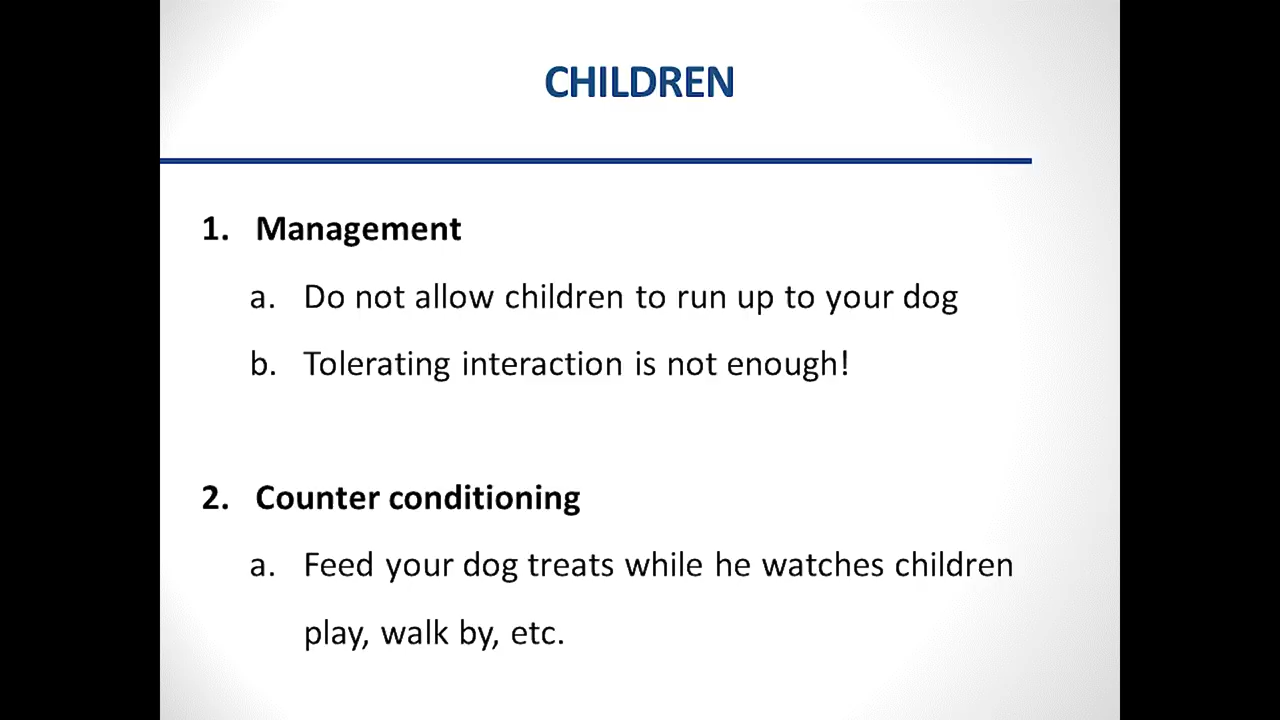 CHILDREN
1. Management
a. Do not allow children to run up to your dog
b. Tolerating interaction is not enough!
2. Counter conditioning
a. Feed your dog treats while he watches children
play, walk by, etc.